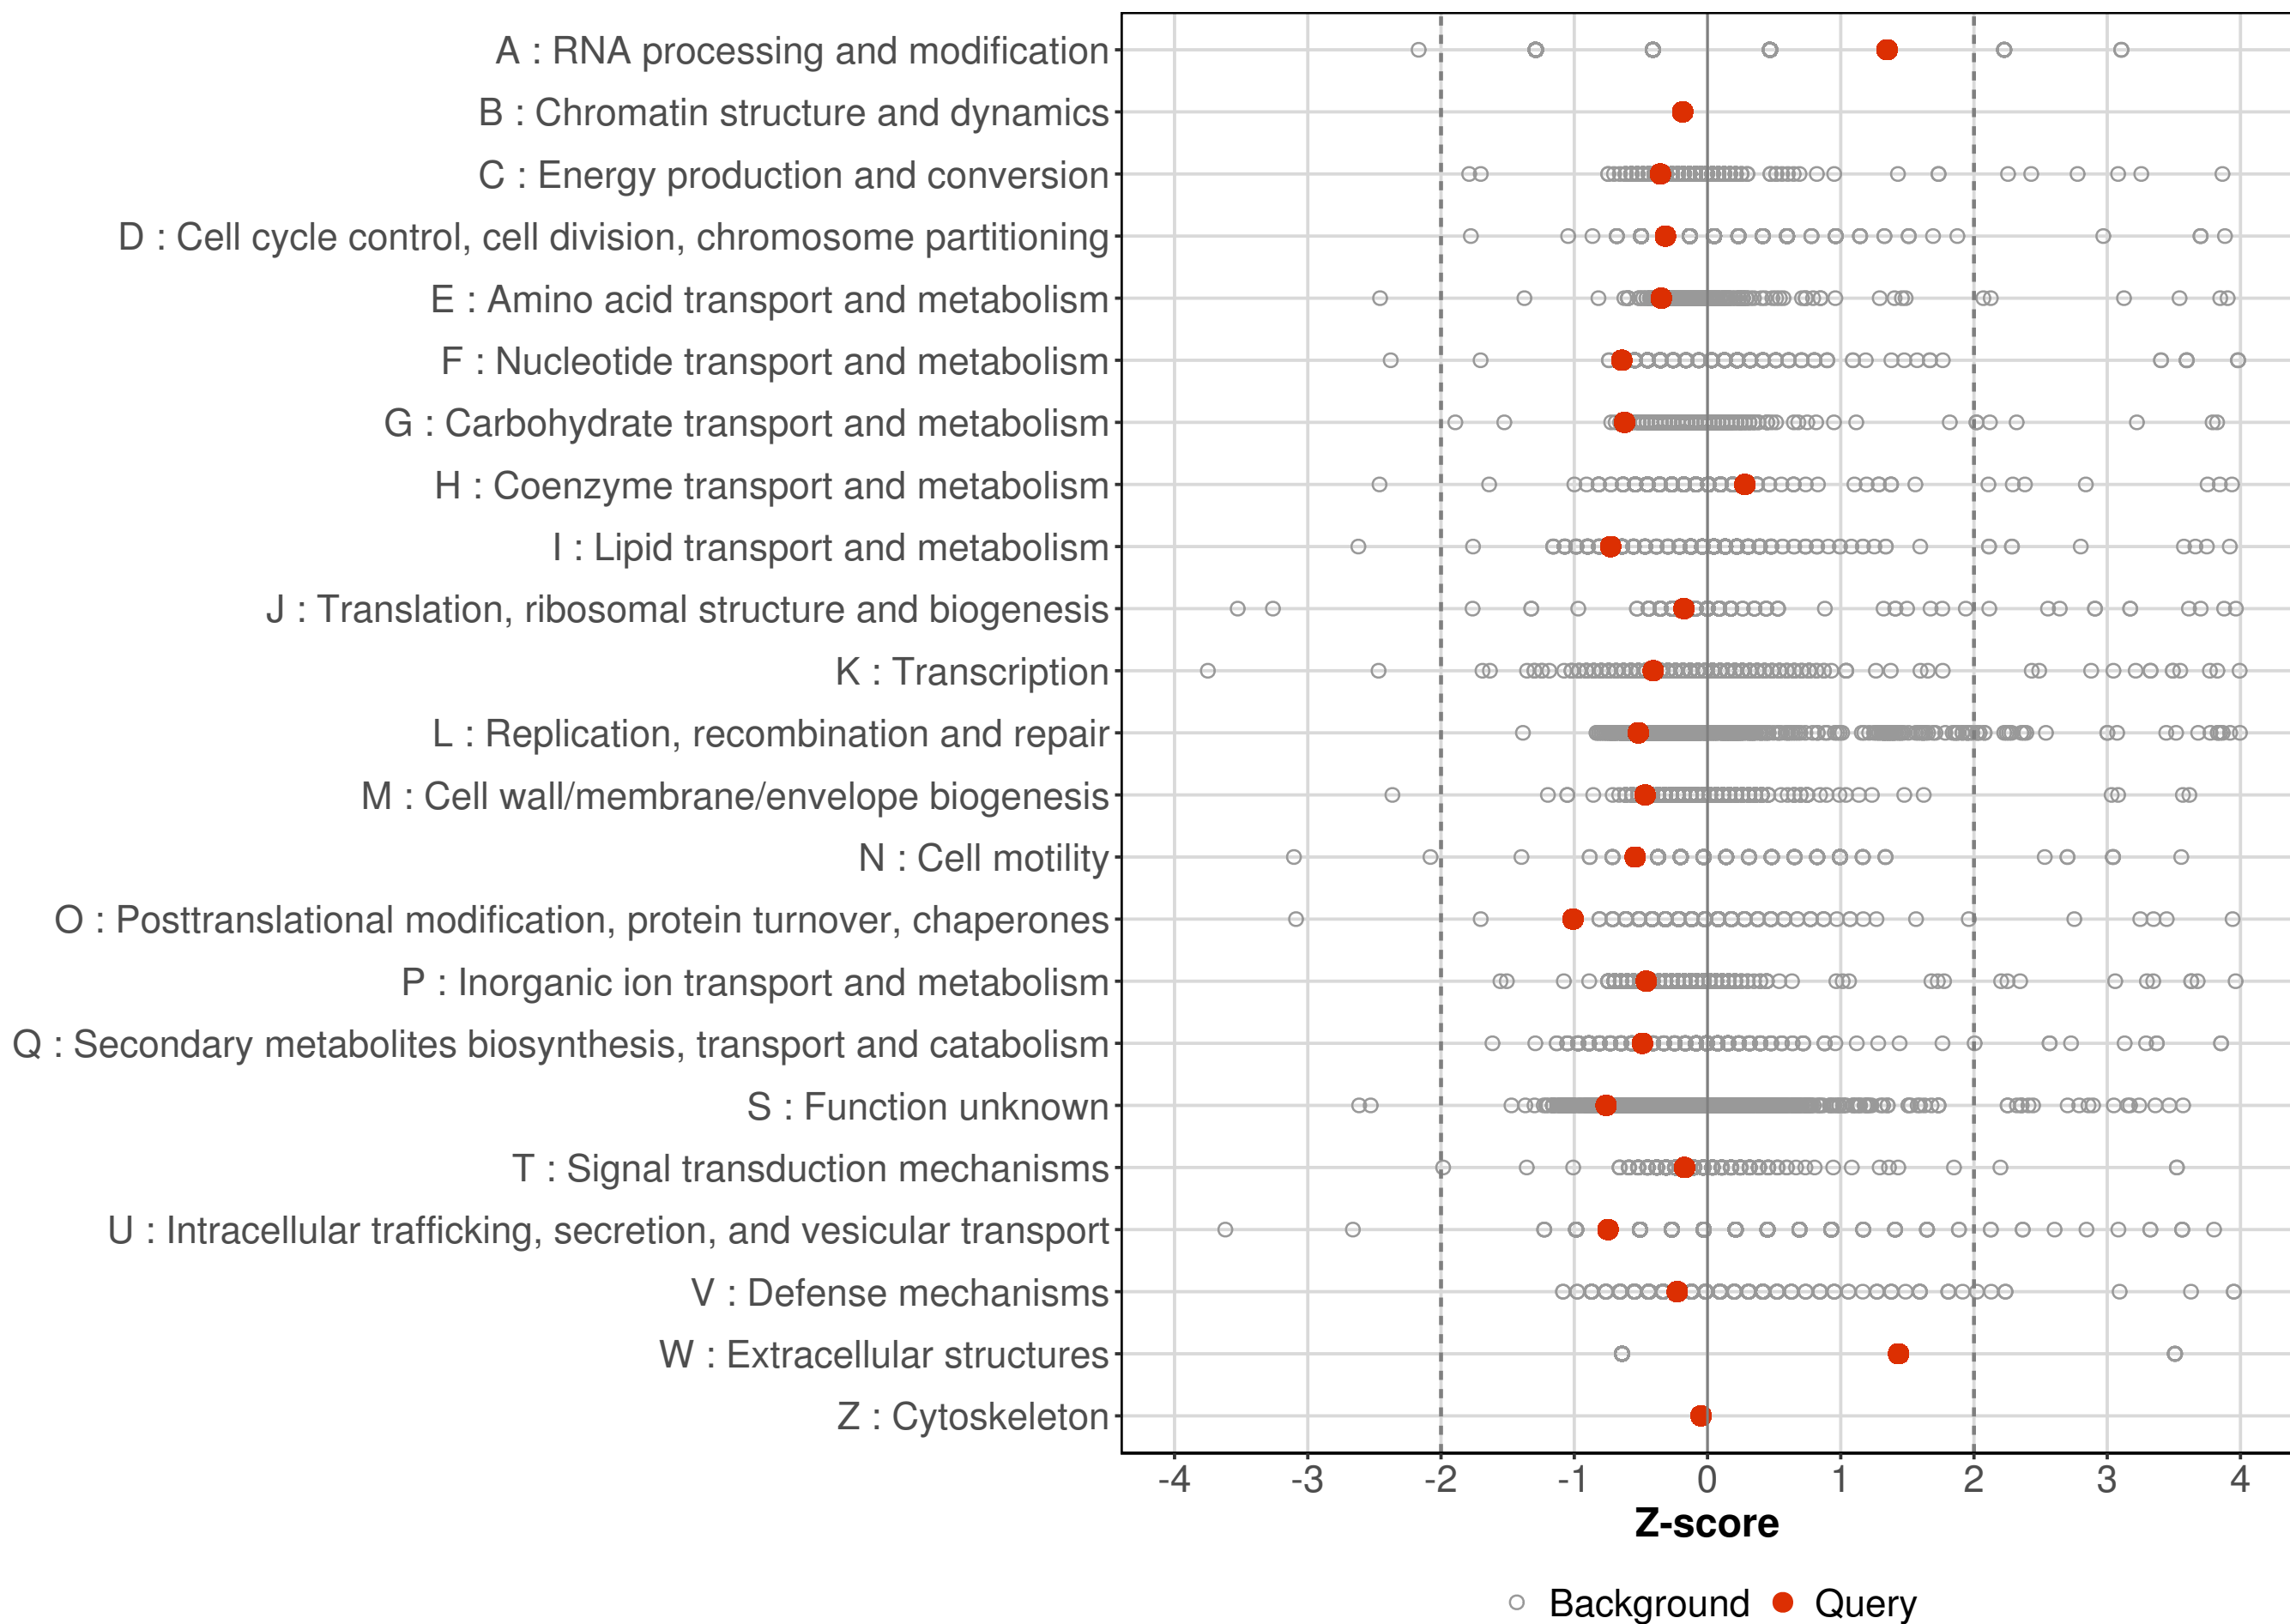 A : RNA processing and modification
B : Chromatin structure and dynamics
C : Energy production and conversion
D : Cell cycle control, cell division, chromosome partitioning
E : Amino acid transport and metabolism
F : Nucleotide transport and metabolism
G : Carbohydrate transport and metabolism
H : Coenzyme transport and metabolism
I : Lipid transport and metabolism
J : Translation, ribosomal structure and biogenesis
K : Transcription
L : Replication, recombination and repair
M : Cell wall/membrane/envelope biogenesis
N : Cell motility
O : Posttranslational modification, protein turnover, chaperones
P : Inorganic ion transport and metabolism
Q : Secondary metabolites biosynthesis, transport and catabolism
S : Function unknown
T : Signal transduction mechanisms
U : Intracellular trafficking, secretion, and vesicular transport
V : Defense mechanisms
W : Extracellular structures
Z : Cytoskeleton
-4 -3 -2 -1 0 1 2 3 4
Z-score
Background Query